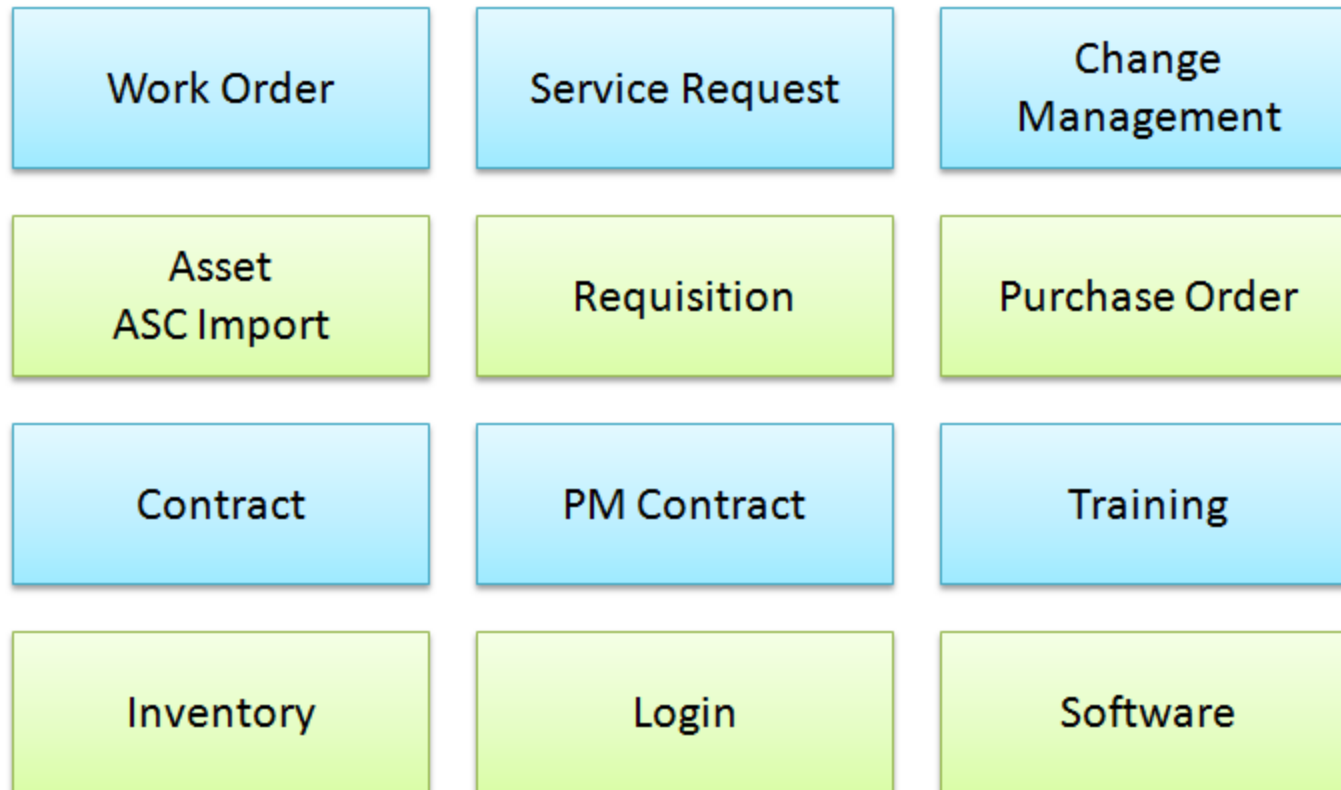 Work Order
Service Request
Change
Management
Asset
ASC Import
Requisition
Purchase Order
Contract
PM Contract
Training
Inventory
Login
Software